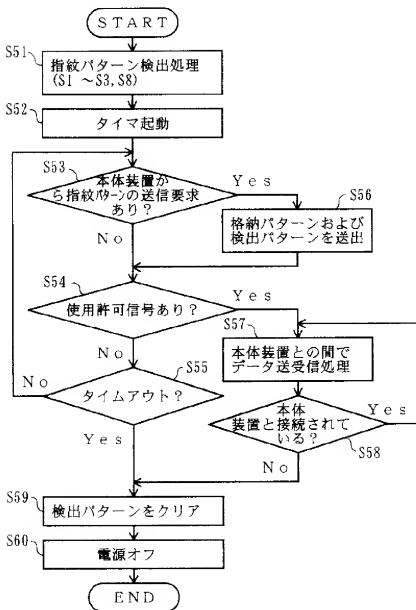 START
S51
指紋パターン検出処理
(S1 ～S3,S8)
S52
タイマ起動
S53
本体装置か
ら指紋パターンの送信要求
あり？
Yes
S56
格納パターンおよび
検出パターンを送出
No
S54
使用許可信号あり？
Yes
S57
本体装置との間で
データ送受信処理
No
S55
タイムアウト？
No
Yes
本体
装置と接続されて
いる？
Yes
S58
No
S59
検出パターンをクリア
S60
電源オフ
END